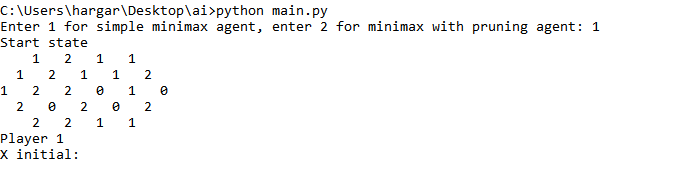 C:\Users\hargar\Desktop\ai>python main.py
Enter 1 for simple minimax agent, enter 2 for minimax with pruning agent: 1
Start state
    1   2   1   1
  1   2   1   1   2
1   2   2   0   1   0
  2   0   2   0   2
    2   2   1   1
Player 1
X initial: